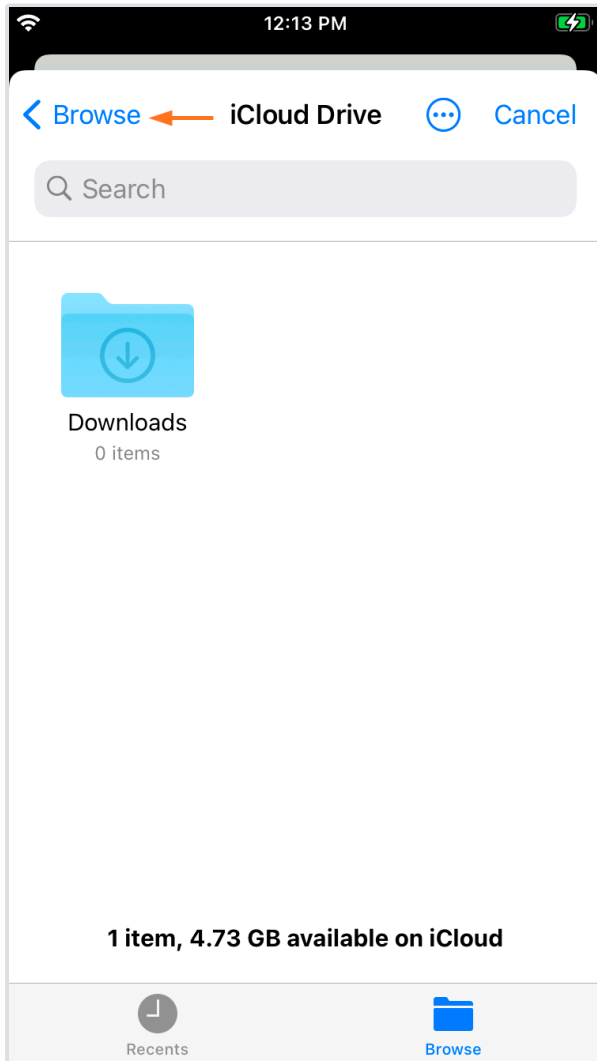 12:13 PM
Browse iCloud Drive Cancel
Search
Downloads
0 items
1 item, 4.73 GB available on iCloud
Recents Browse